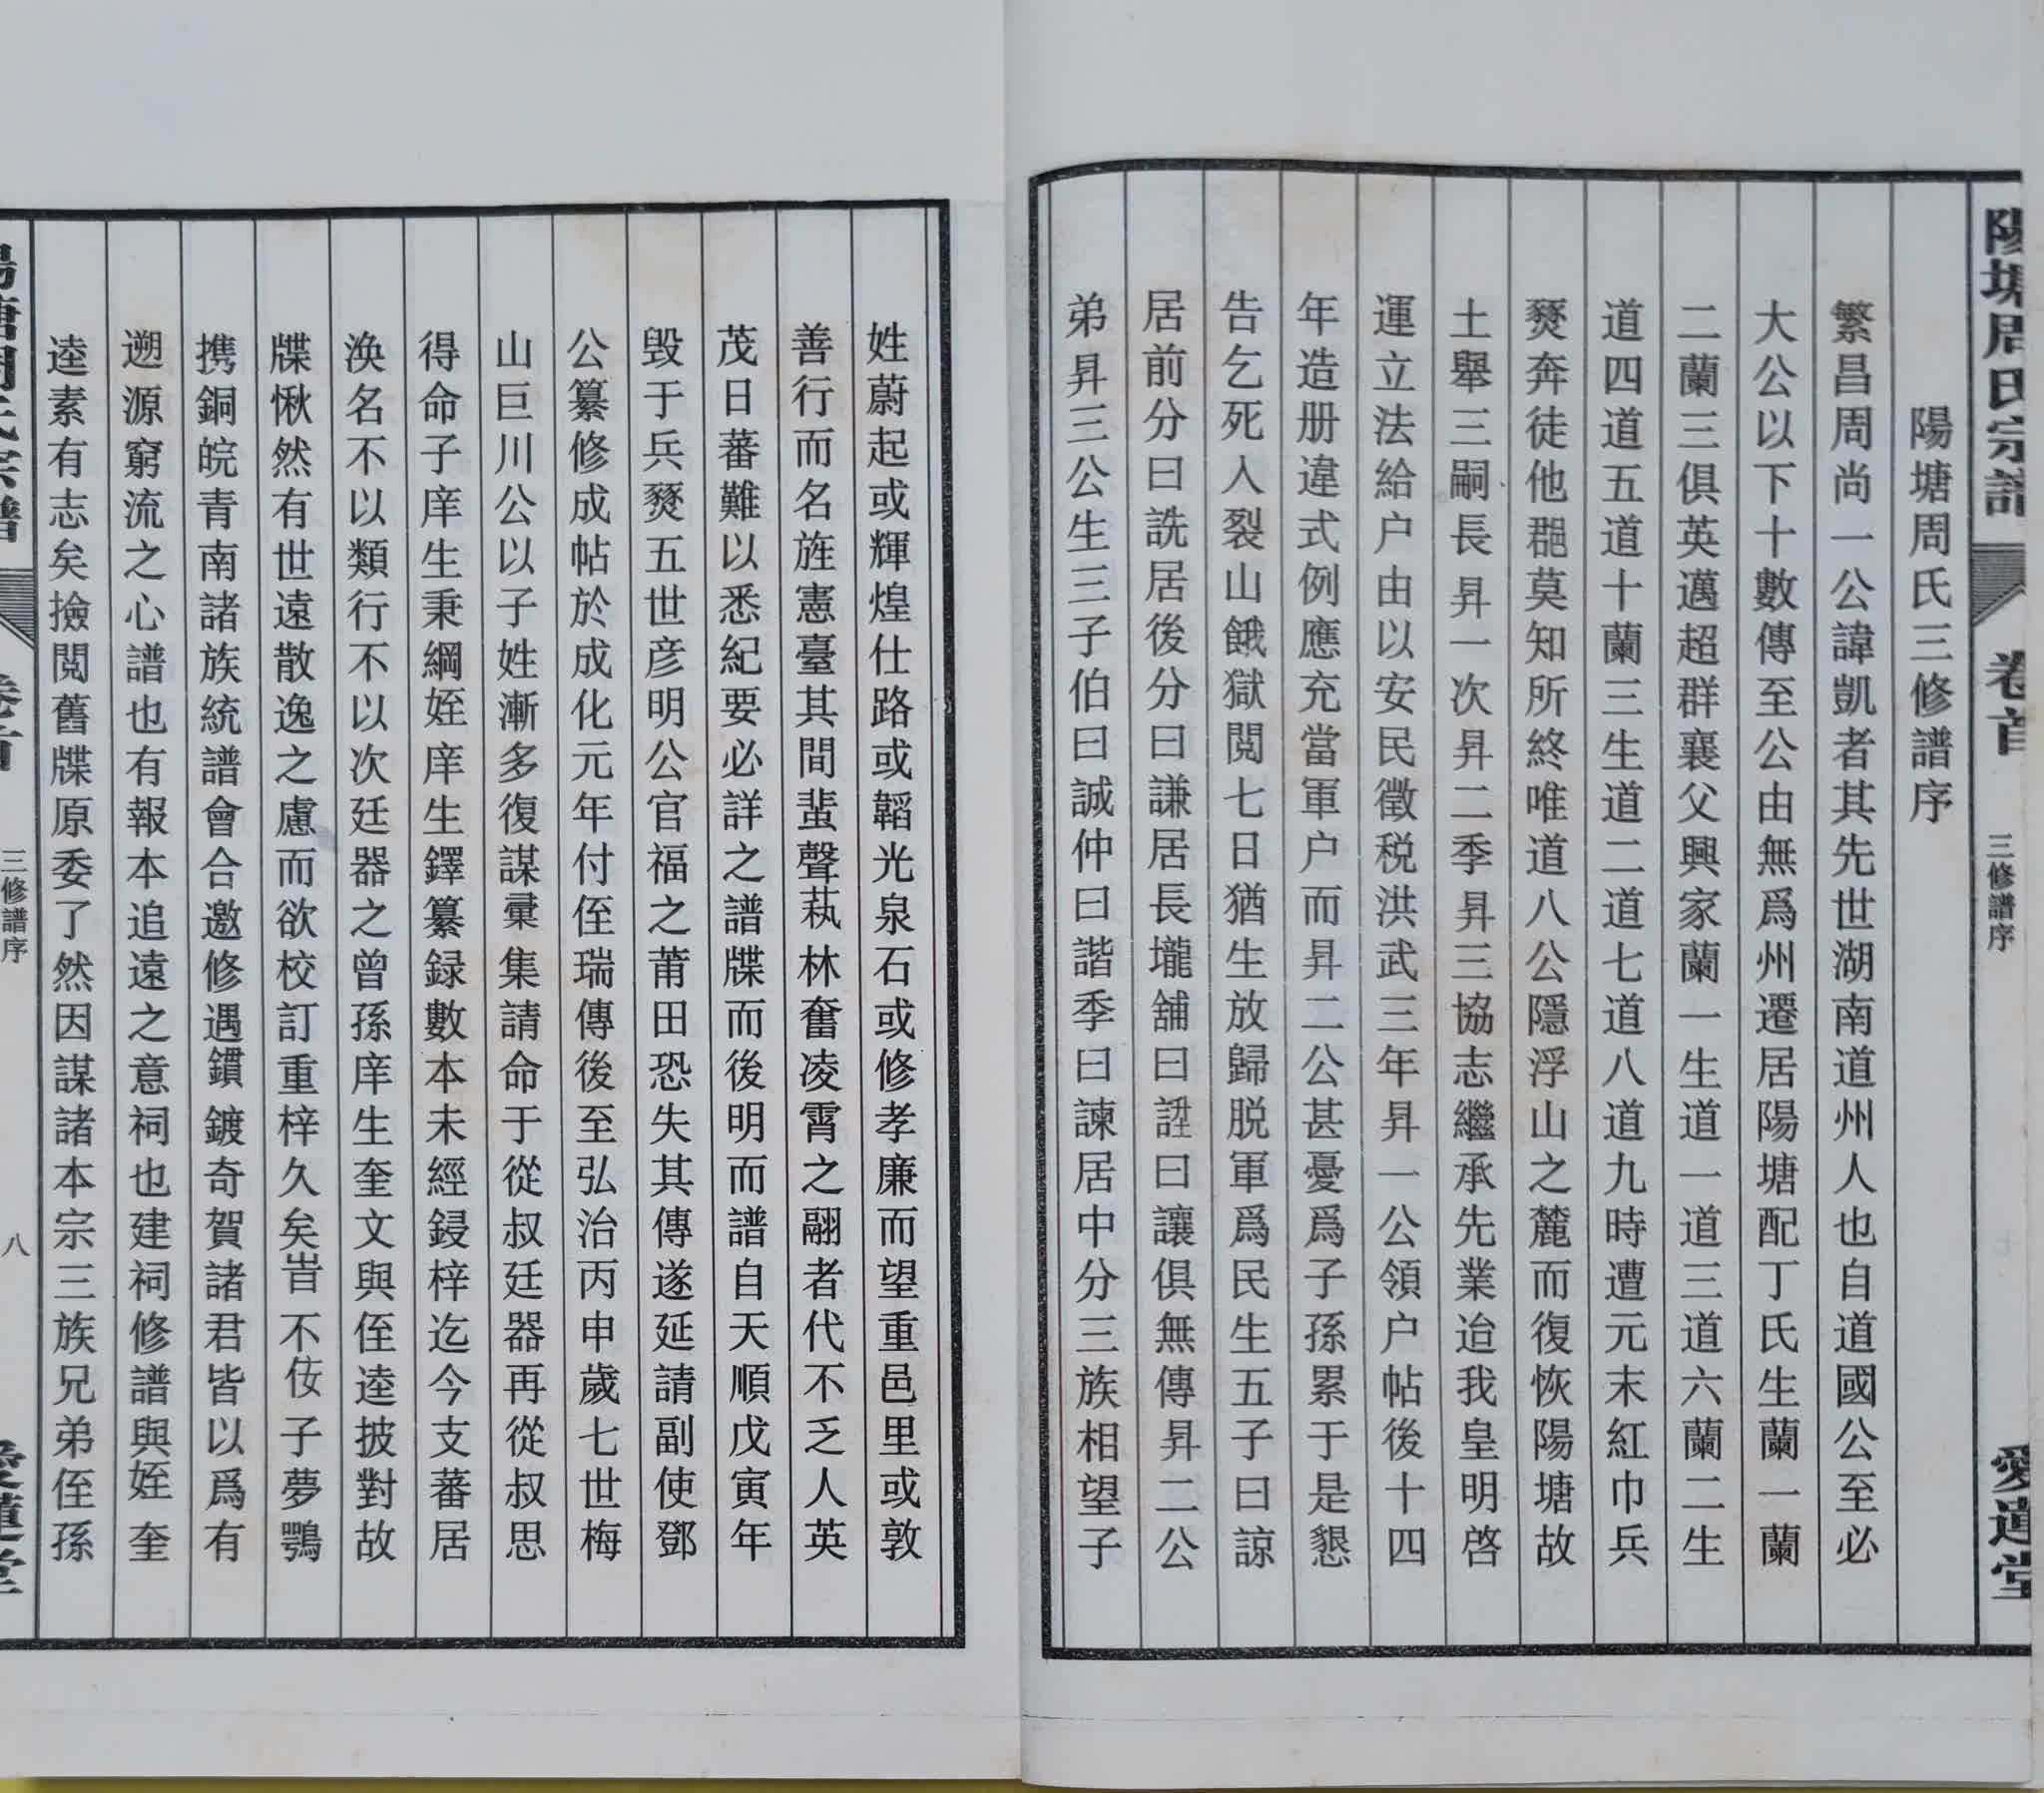 陽塘周氏宗譜 卷首 三修譜序 愛蓮堂
陽塘周氏三修譜序
繁昌周尚一公諱凱者其先世湖南道州人也自道國公至必
大公以下十數傳至公由無爲州遷居陽塘配丁氏生蘭一蘭
二蘭三俱英邁超群襄父興家蘭一生道一道三道六蘭二生
道四道五道十蘭三生道二道七道八道九時遭元末紅巾兵
燹奔徒他郡莫知所終唯道八公隱浮山之麓而復恢陽塘故
土舉三嗣長昇一次昇二季昇三協志繼承先業迨我皇明啓
運立法給户由以安民徵税洪武三年昇一公領户帖後十四
年造册違式例應充當軍户而昇二公甚憂爲子孫累于是懇
告乞死入裂山餓獄閲七日猶生放歸脱軍爲民生五子曰諒
居前分曰詵居後分曰謙居長壠舖曰詿曰讓俱無傳昇二公
弟昇三公生三子伯曰誠仲曰諧季曰諫居中分三族相望子
姓蔚起或輝煌仕路或韜光泉石或修孝廉而望重邑里或敦
善行而名旌憲臺其間蜚聲蓺林奮凌霄之翮者代不乏人英
茂日蕃難以悉紀要必詳之譜牒而後明而譜自天順戊寅年
毀于兵燹五世彦明公官福之莆田恐失其傳遂延請副使鄧
公纂修成帖於成化元年付侄瑞傳後至弘治丙申歲七世梅
山巨川公以子姓漸多復謀彙集請命于從叔廷器再從叔思
得命子庠生秉綱姪庠生鐸纂録數本未經鋟梓迄今支蕃居
渙名不以類行不以次廷器之曾孫庠生奎文與侄逵披對故
牒愀然有世遠散逸之慮而欲校訂重梓久矣岩不佞子夢鶚
携銅皖青南諸族統譜會合邀修遇鏆鍍奇賀諸君皆以爲有
遡源窮流之心譜也有報本追遠之意祠也建祠修譜與姪奎
逵素有志矣撿閲舊牒原委了然因謀諸本宗三族兄弟侄孫
陽塘周氏宗譜 卷首 三修譜序 八 愛蓮堂